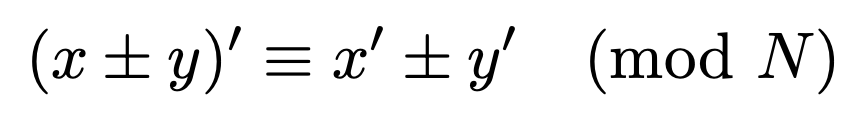 (x ± y)′ ≡ x′ ± y′ (mod N)